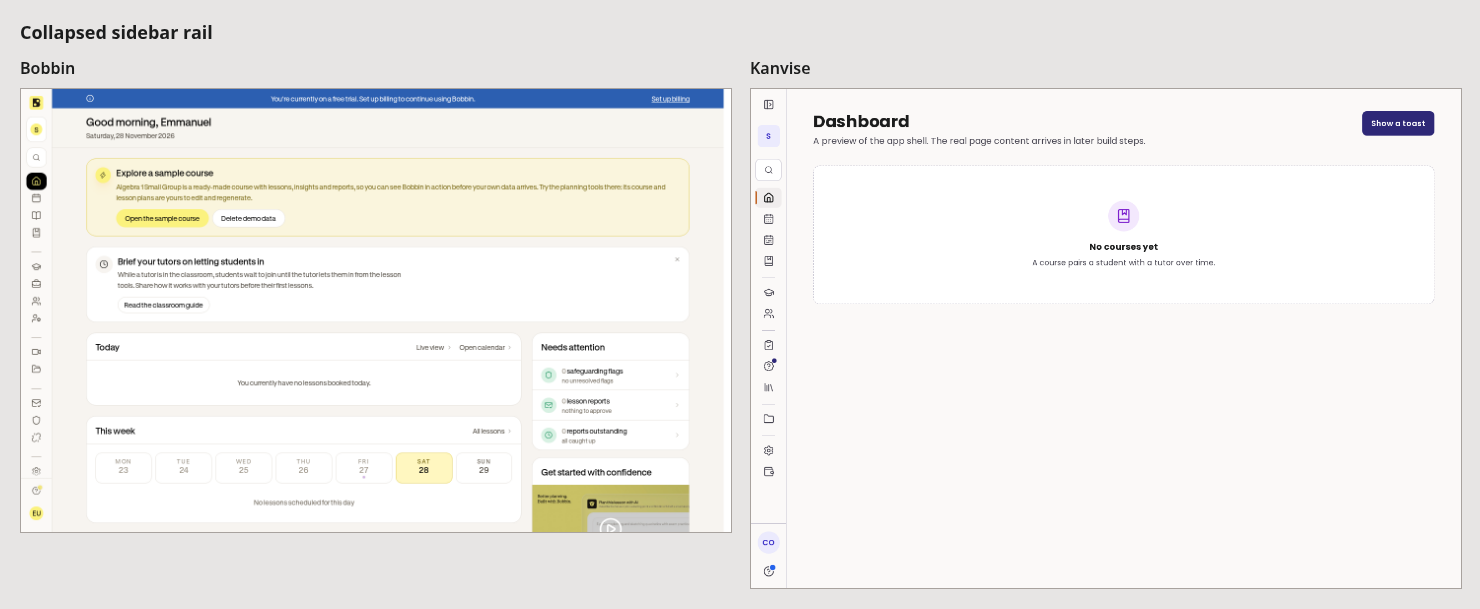 Collapsed sidebar rail
Bobbin
You're currently on a free trial. Set up billing to continue using Bobbin.
Set up billing
S
Good morning, Emmanuel
Saturday, 28 November 2026
Explore a sample course
Algebra 1 Small Group is a ready-made course with lessons, insights and reports, so you can see Bobbin in action before your own data arrives. Try the planning tools there: its course and
lesson plans are yours to edit and regenerate.
Open the sample course
Delete demo data
Brief your tutors on letting students in
While a tutor is in the classroom, students wait to join until the tutor lets them in from the lesson
tools. Share how it works with your tutors before their first lessons.
Read the classroom guide
Today
Live view
Open calendar
You currently have no lessons booked today.
This week
All lessons
MON
23
TUE
24
WED
25
THU
26
FRI
27
SAT
28
SUN
29
No lessons scheduled for this day
Needs attention
0 safeguarding flags
no unresolved flags
0 lesson reports
nothing to approve
0 reports outstanding
all caught up
Get started with confidence
EU
Kanvise
S
Dashboard
A preview of the app shell. The real page content arrives in later build steps.
Show a toast
No courses yet
A course pairs a student with a tutor over time.
CO